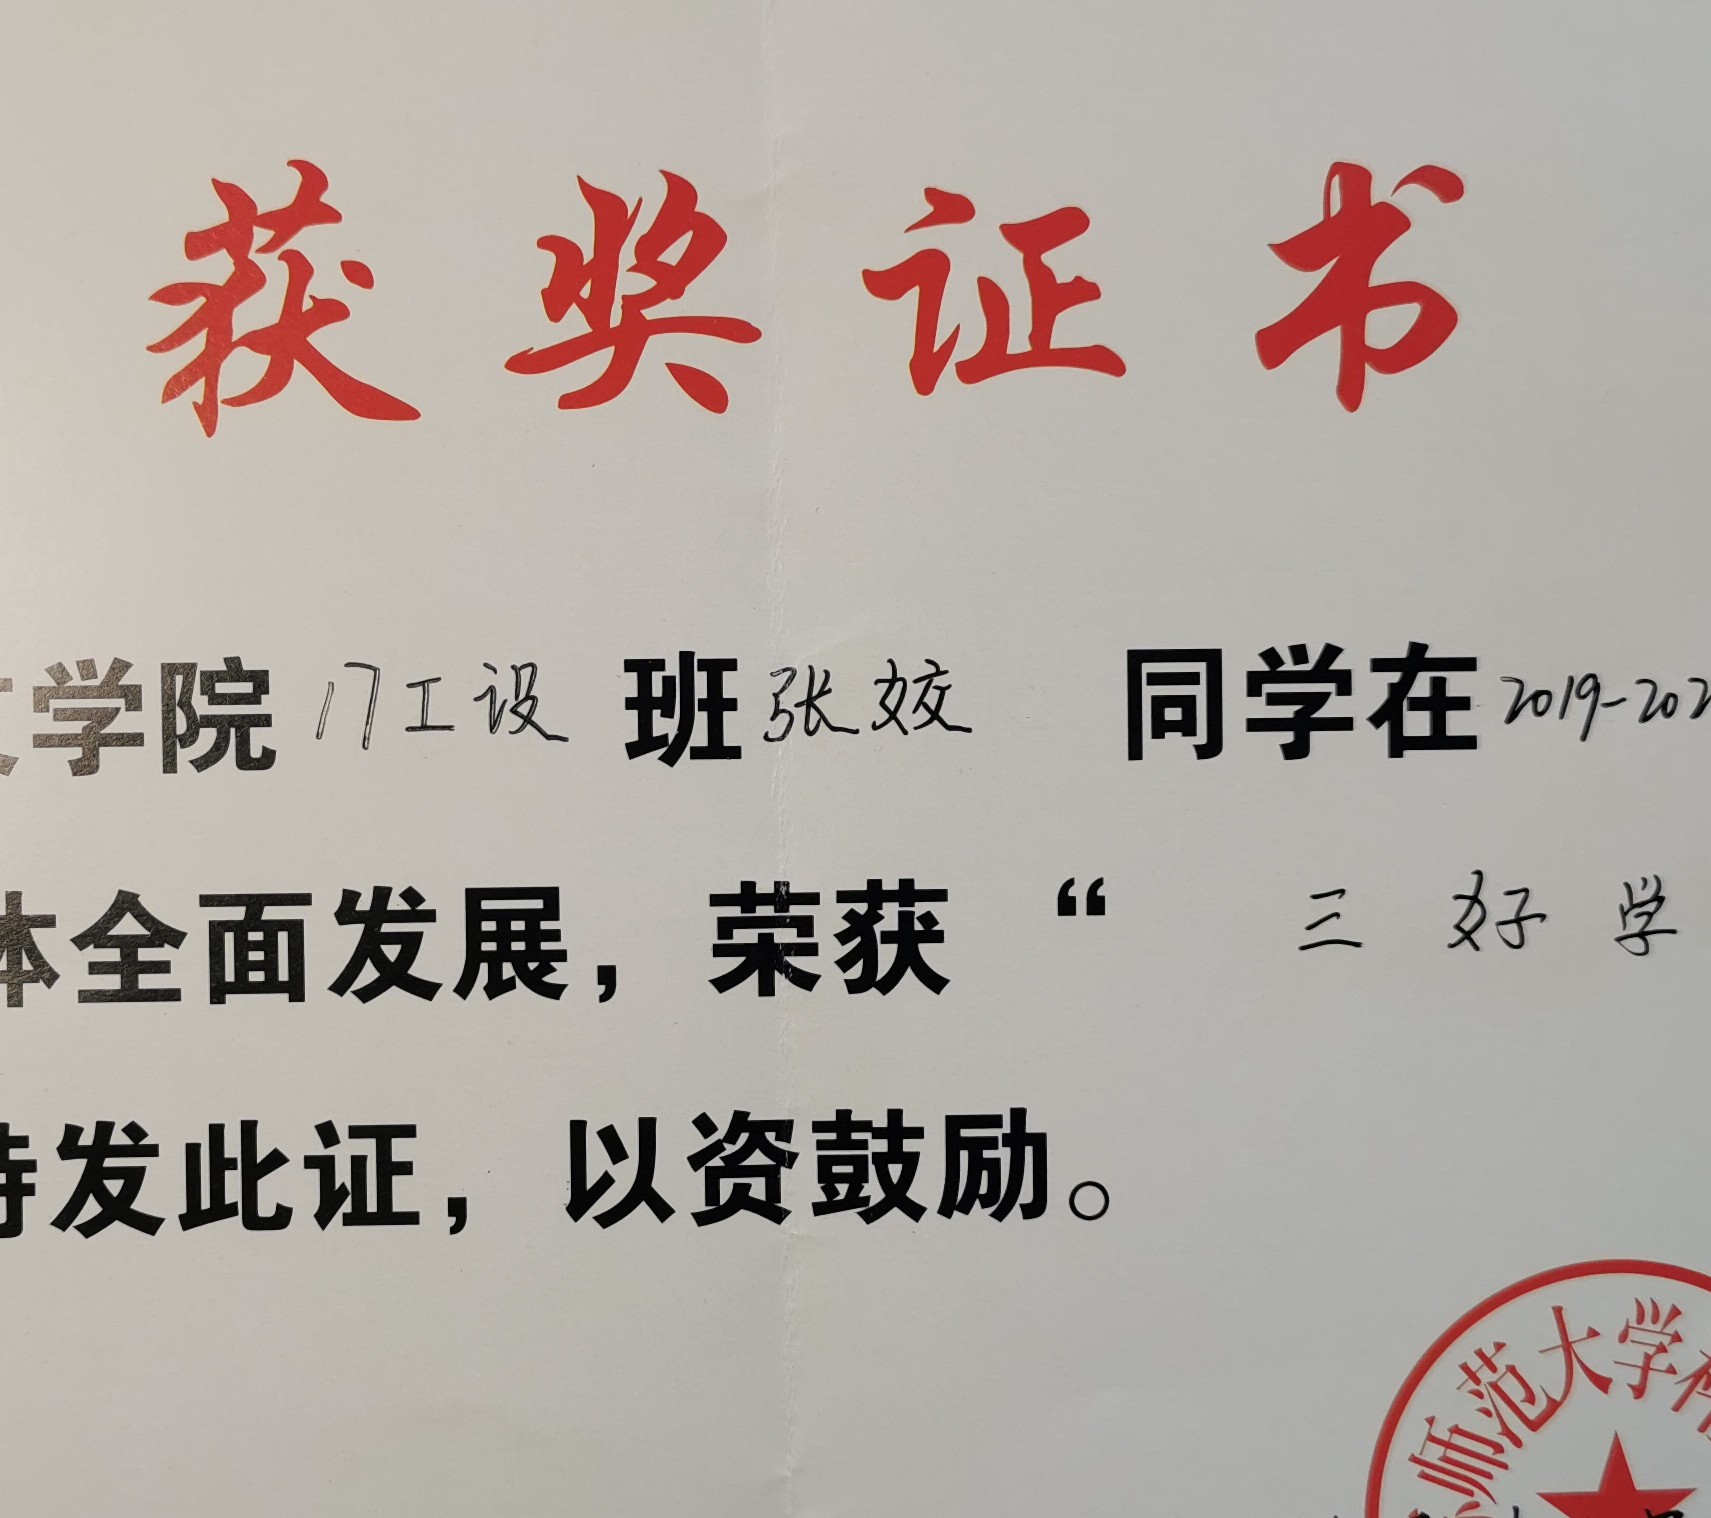 获奖证书
学院 17工设 班 张姣 同学在 2019-202
体全面发展，荣获“ 三好学
特发此证，以资鼓励。
师范大学